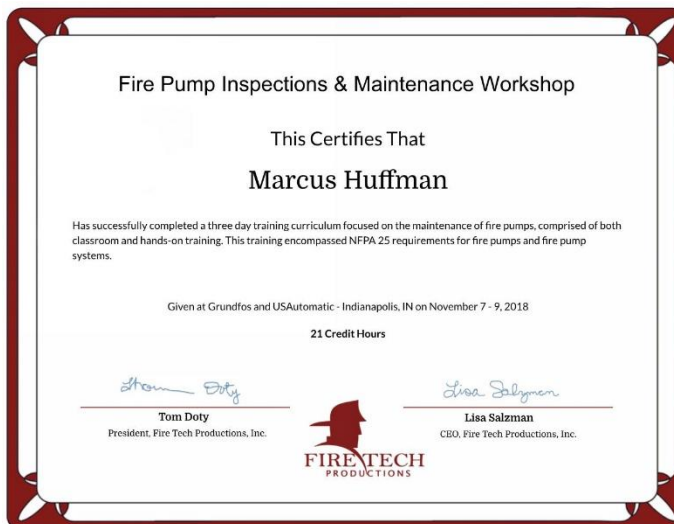 Fire Pump Inspections & Maintenance Workshop
This Certifies That
Marcus Huffman
Has successfully completed a three day training curriculum focused on the maintenance of fire pumps, comprised of both
classroom and hands-on training. This training encompassed NFPA 25 requirements for fire pumps and fire pump
systems.
Given at Grundfos and USAutomatic - Indianapolis, IN on November 7 - 9, 2018
21 Credit Hours
Tom Doty
Lisa Salzman
Tom Doty
President, Fire Tech Productions, Inc.
Lisa Salzman
CEO, Fire Tech Productions, Inc.
FIRE TECH
PRODUCTIONS